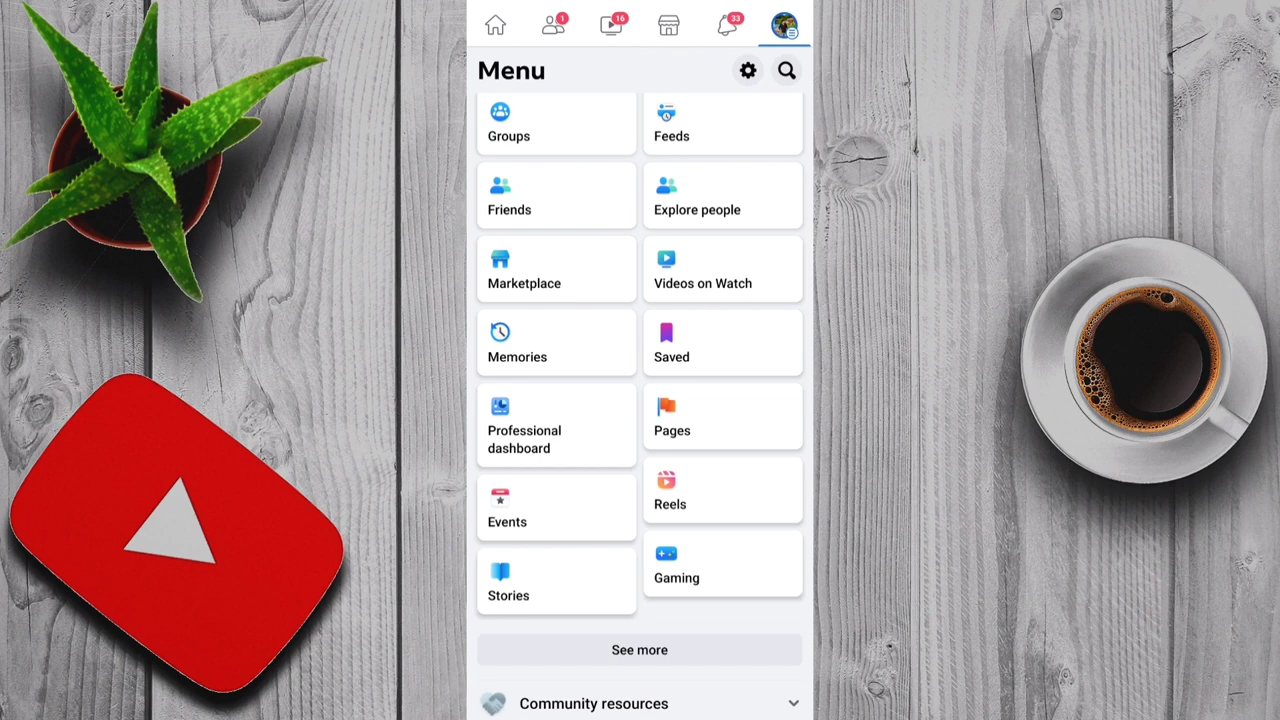 1
16
33
Menu
Groups
Feeds
Friends
Explore people
Marketplace
Videos on Watch
Memories
Saved
Professional
dashboard
Pages
Events
Reels
Stories
Gaming
See more
Community resources